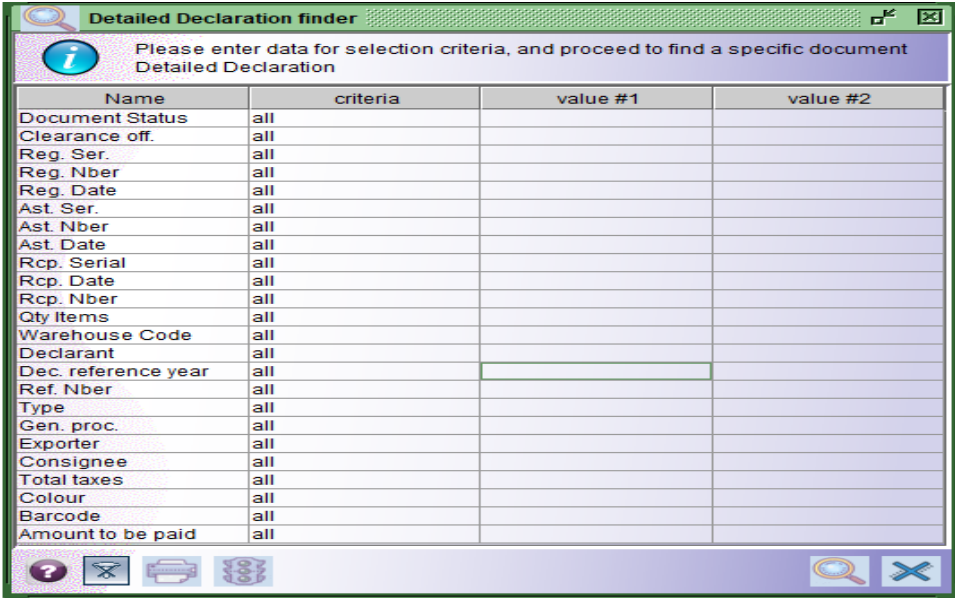 Detailed Declaration finder
Please enter data for selection criteria, and proceed to find a specific document
Detailed Declaration
Name criteria value #1 value #2
Document Status all
Clearance off. all
Reg. Ser. all
Reg. Nber all
Reg. Date all
Ast. Ser. all
Ast. Nber all
Ast. Date all
Rcp. Serial all
Rcp. Date all
Rcp. Nber all
Qty Items all
Warehouse Code all
Declarant all
Dec. reference year all
Ref. Nber all
Type all
Gen. proc. all
Exporter all
Consignee all
Total taxes all
Colour all
Barcode all
Amount to be paid all